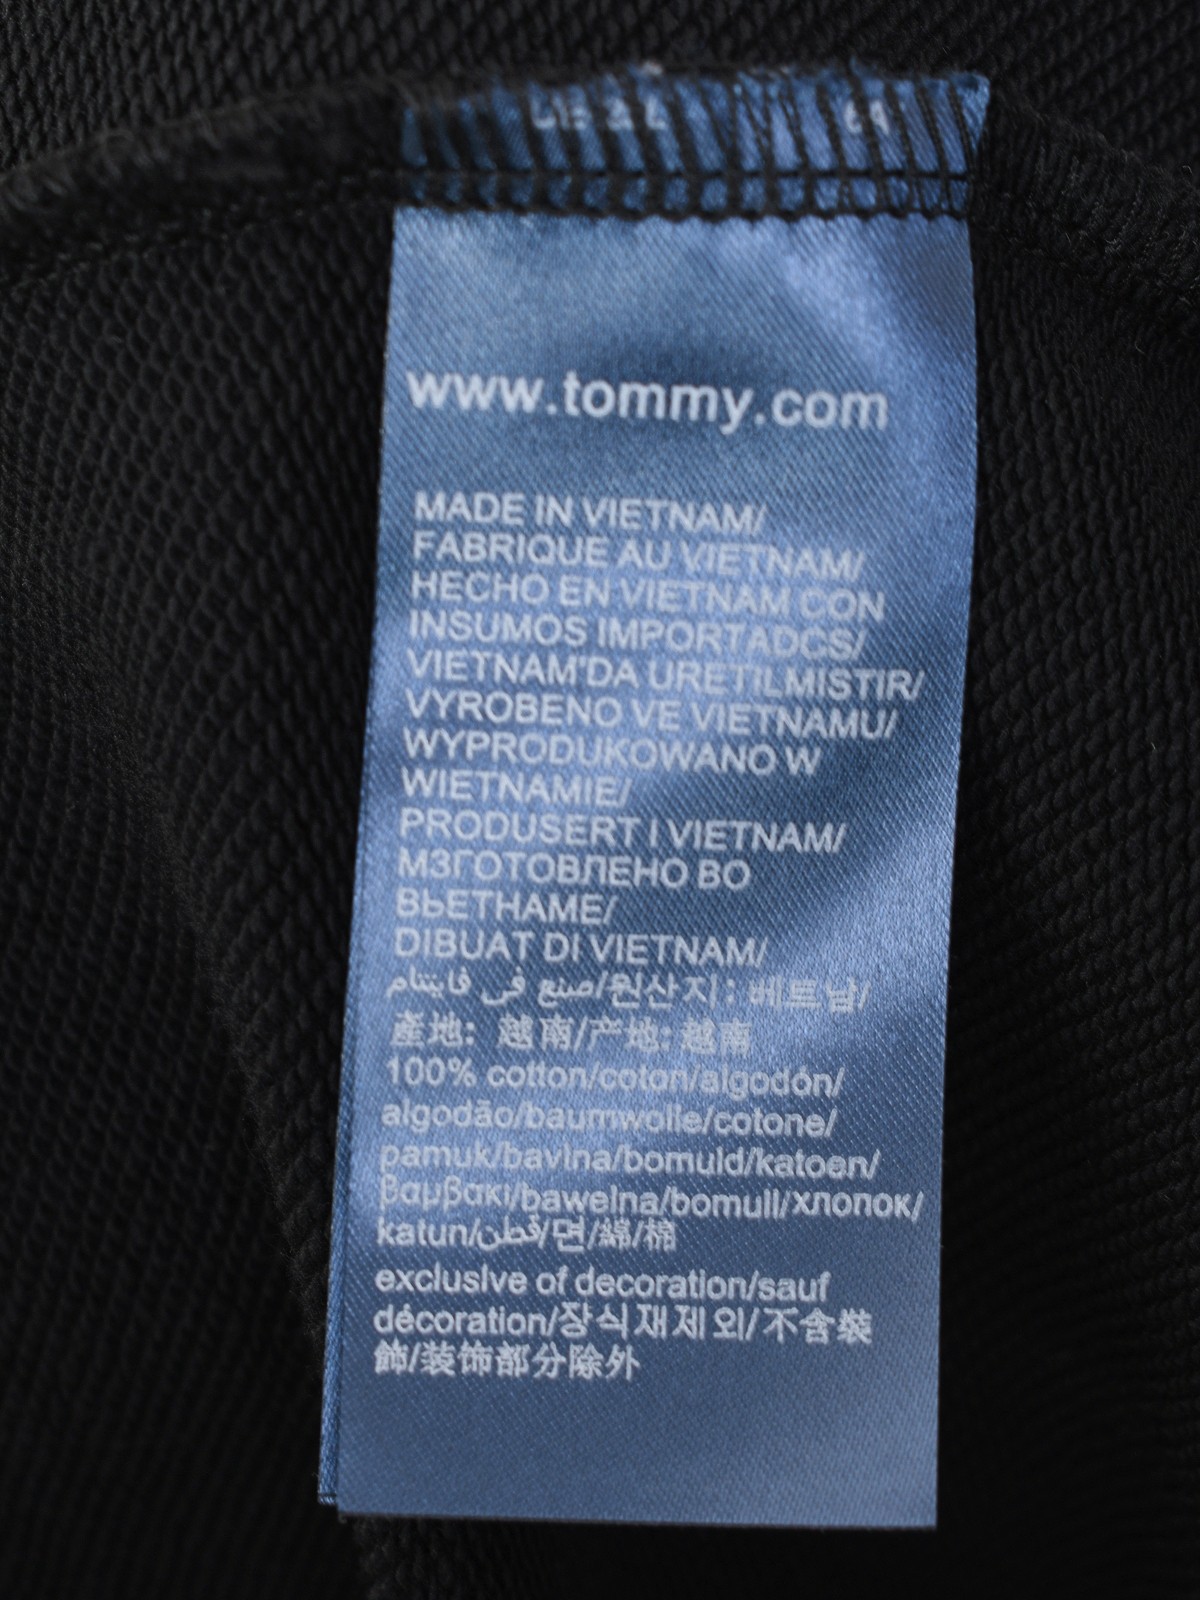 www.tommy.com
MADE IN VIETNAM/
FABRIQUE AU VIETNAM/
HECHO EN VIETNAM CON
INSUMOS IMPORTADOS/
VIETNAM'DA URETILMISTIR/
VYROBENO VE VIETNAMU/
WYPRODUKOWANO W
WIETNAMIE/
PRODUSERT I VIETNAM/
ИЗГОТОВЛЕНО ВО
ВЬЕТНАМЕ/
DIBUAT DI VIETNAM/
صنع في فايتنام/원산지: 베트남/
產地: 越南/产地: 越南
100% cotton/coton/algodón/
algodão/baumwolle/cotone/
pamuk/bavlna/bomuld/katoen/
βαμβακι/bawelna/bomull/хлопок/
katun/قطن/면/綿/棉
exclusive of decoration/sauf
décoration/장식재제외/不含裝
飾/装饰部分除外